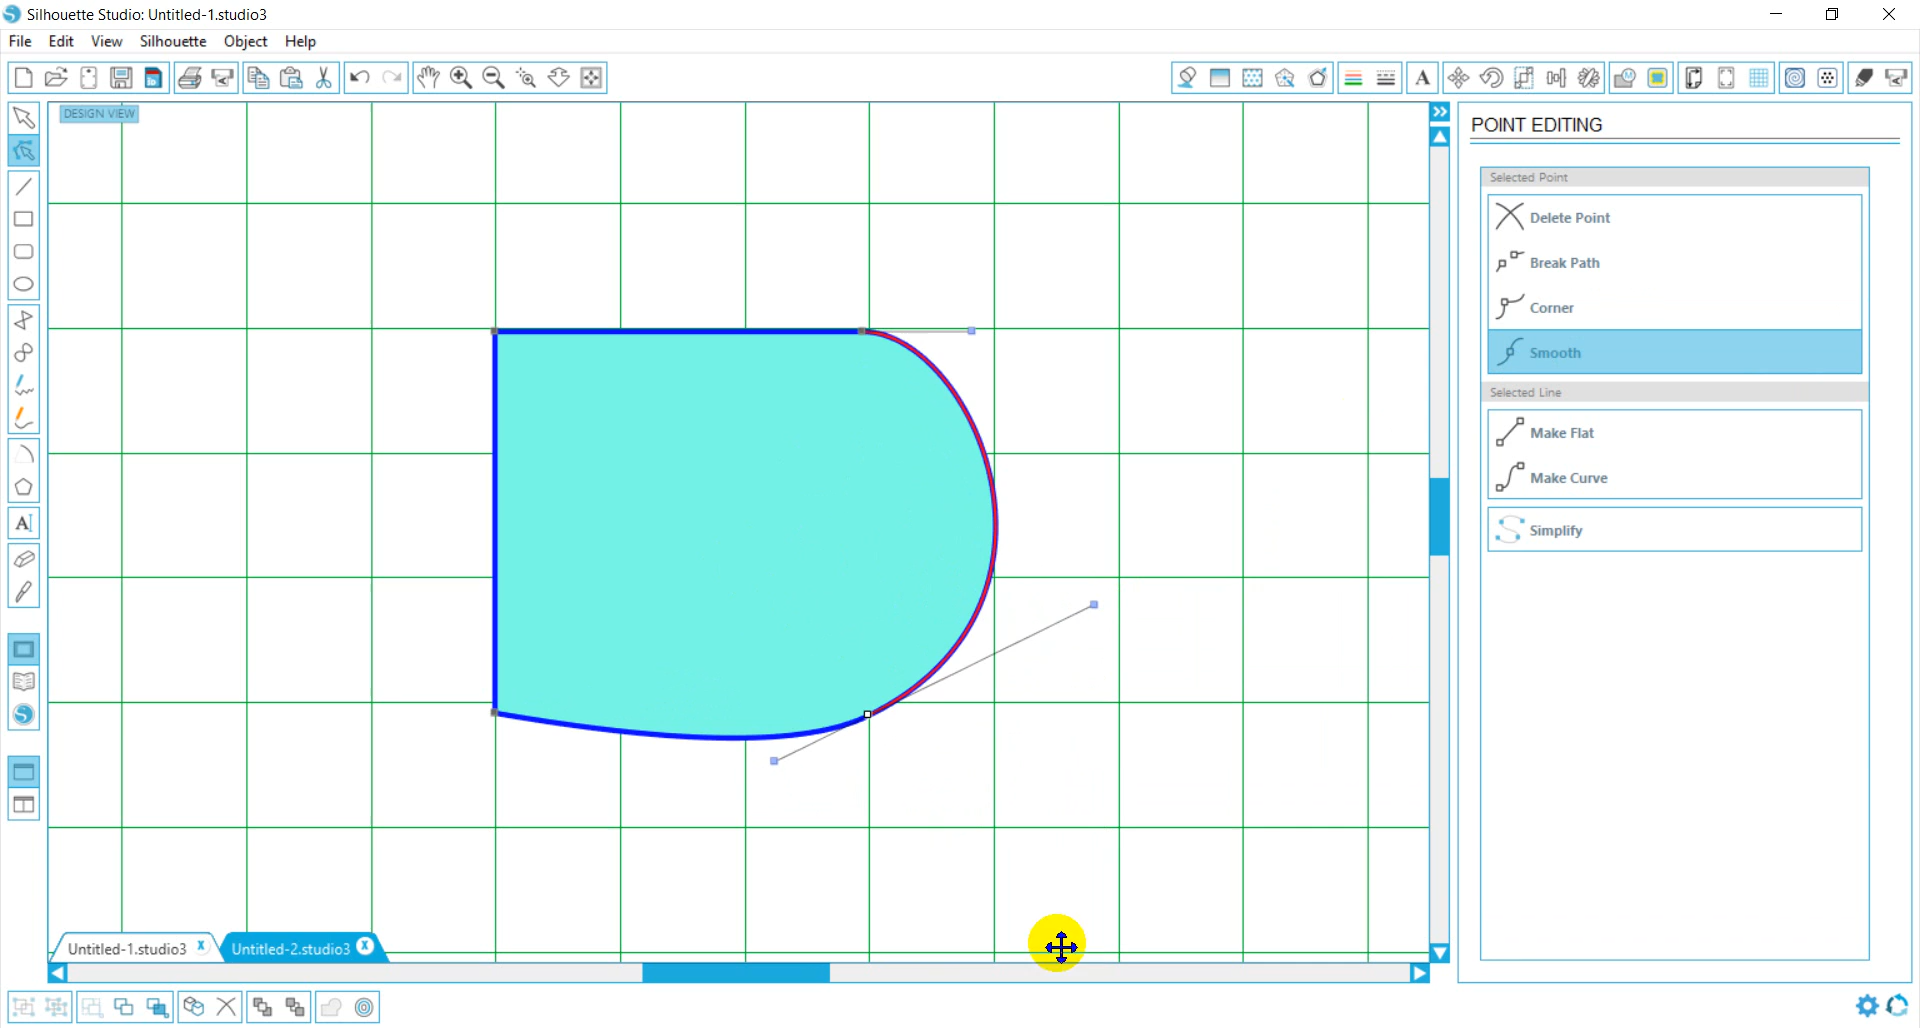 Silhouette Studio: Untitled-1.studio3
File Edit View Silhouette Object Help
DESIGN VIEW
POINT EDITING
Selected Point
Delete Point
Break Path
Corner
Smooth
Selected Line
Make Flat
Make Curve
Simplify
Untitled-1.studio3 x Untitled-2.studio3 x